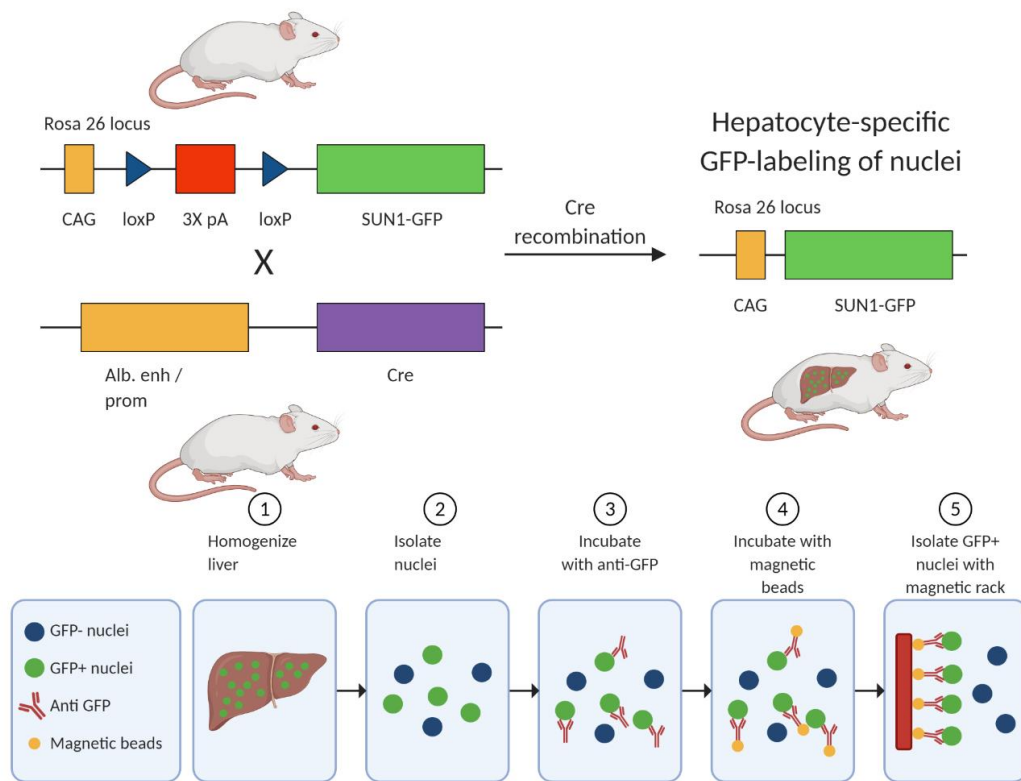 Rosa 26 locus
CAG loxP 3X pA loxP SUN1-GFP
X
Alb. enh /
prom
Cre
Cre
recombination
Hepatocyte-specific
GFP-labeling of nuclei
Rosa 26 locus
CAG SUN1-GFP
1
Homogenize
liver
2
Isolate
nuclei
3
Incubate
with anti-GFP
4
Incubate with
magnetic
beads
5
Isolate GFP+
nuclei with
magnetic rack
GFP- nuclei
GFP+ nuclei
Anti GFP
Magnetic beads